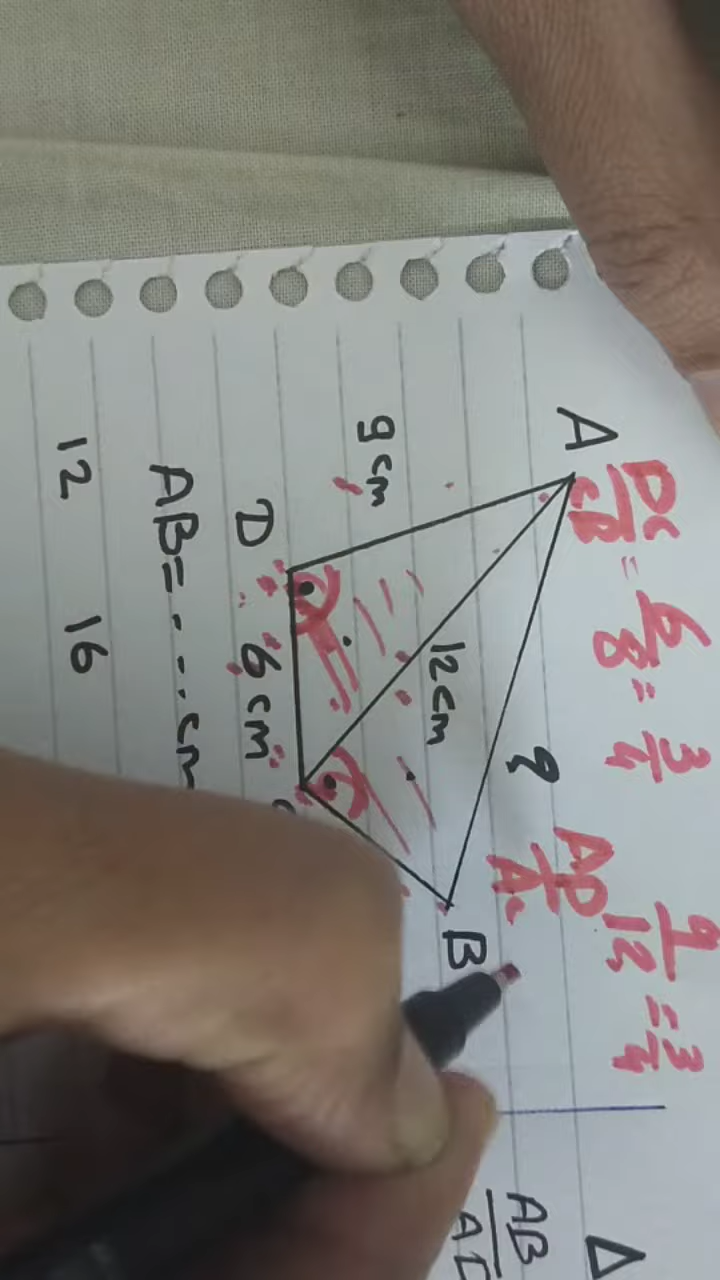 DC/CB = 6/8 = 3/4
9/12 = 3/4
AD/AC
A
9 cm
12cm
?
B
D
6 cm
AB = ....cm
12 16
AB
Δ